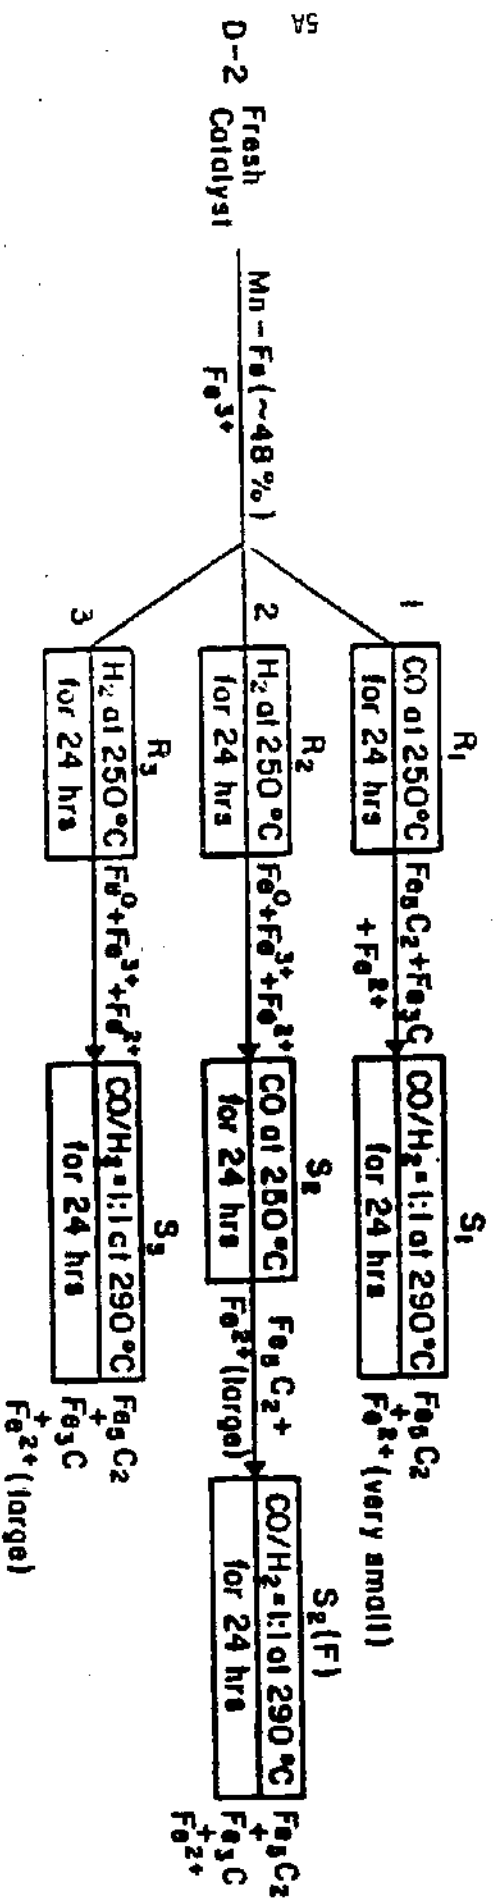 5A
D-2 Fresh
Catalyst
Mn-Fe(~48%)
Fe³⁺
1
R₁
CO at 250°C
for 24 hrs
Fe₅C₂+Fe₃C
+Fe²⁺
S₁
CO/H₂=1:1 at 290°C
for 24 hrs
Fe₅C₂
+
Fe²⁺(very small)
2
R₂
H₂ at 250°C
for 24 hrs
Fe⁰+Fe³⁺+Fe²⁺
S₂
CO at 250°C
for 24 hrs
Fe₅C₂+
Fe²⁺(large)
S₂(F)
CO/H₂=1:1 at 290°C
for 24 hrs
Fe₅C₂
+
Fe₃C
+
Fe²⁺
3
R₃
H₂ at 250°C
for 24 hrs
Fe⁰+Fe³⁺+Fe²⁺
S₃
CO/H₂=1:1 at 290°C
for 24 hrs
Fe₅C₂
+
Fe₃C
+
Fe²⁺(large)